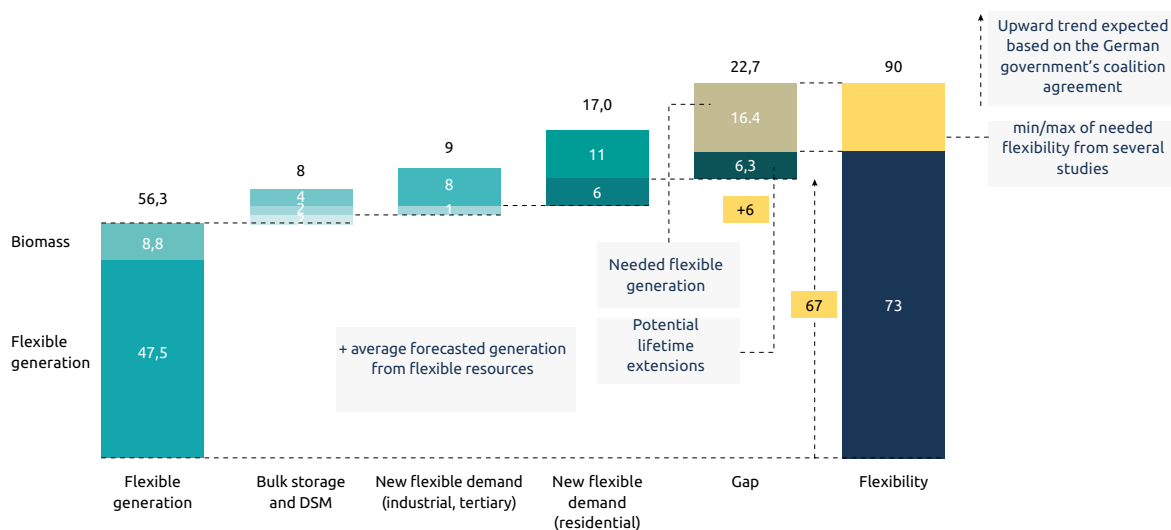 Upward trend expected
based on the German
government's coalition
agreement
min/max of needed
flexibility from several
studies
22,7
90
17,0
16.4
9
11
8
6,3
8
56,3
4
6
2
1
+6
Biomass
8,8
Needed flexible
generation
67
73
Flexible
generation
47,5
+ average forecasted generation
from flexible resources
Potential
lifetime
extensions
Flexible
generation
Bulk storage
and DSM
New flexible demand
(industrial, tertiary)
New flexible
demand
(residential)
Gap
Flexibility